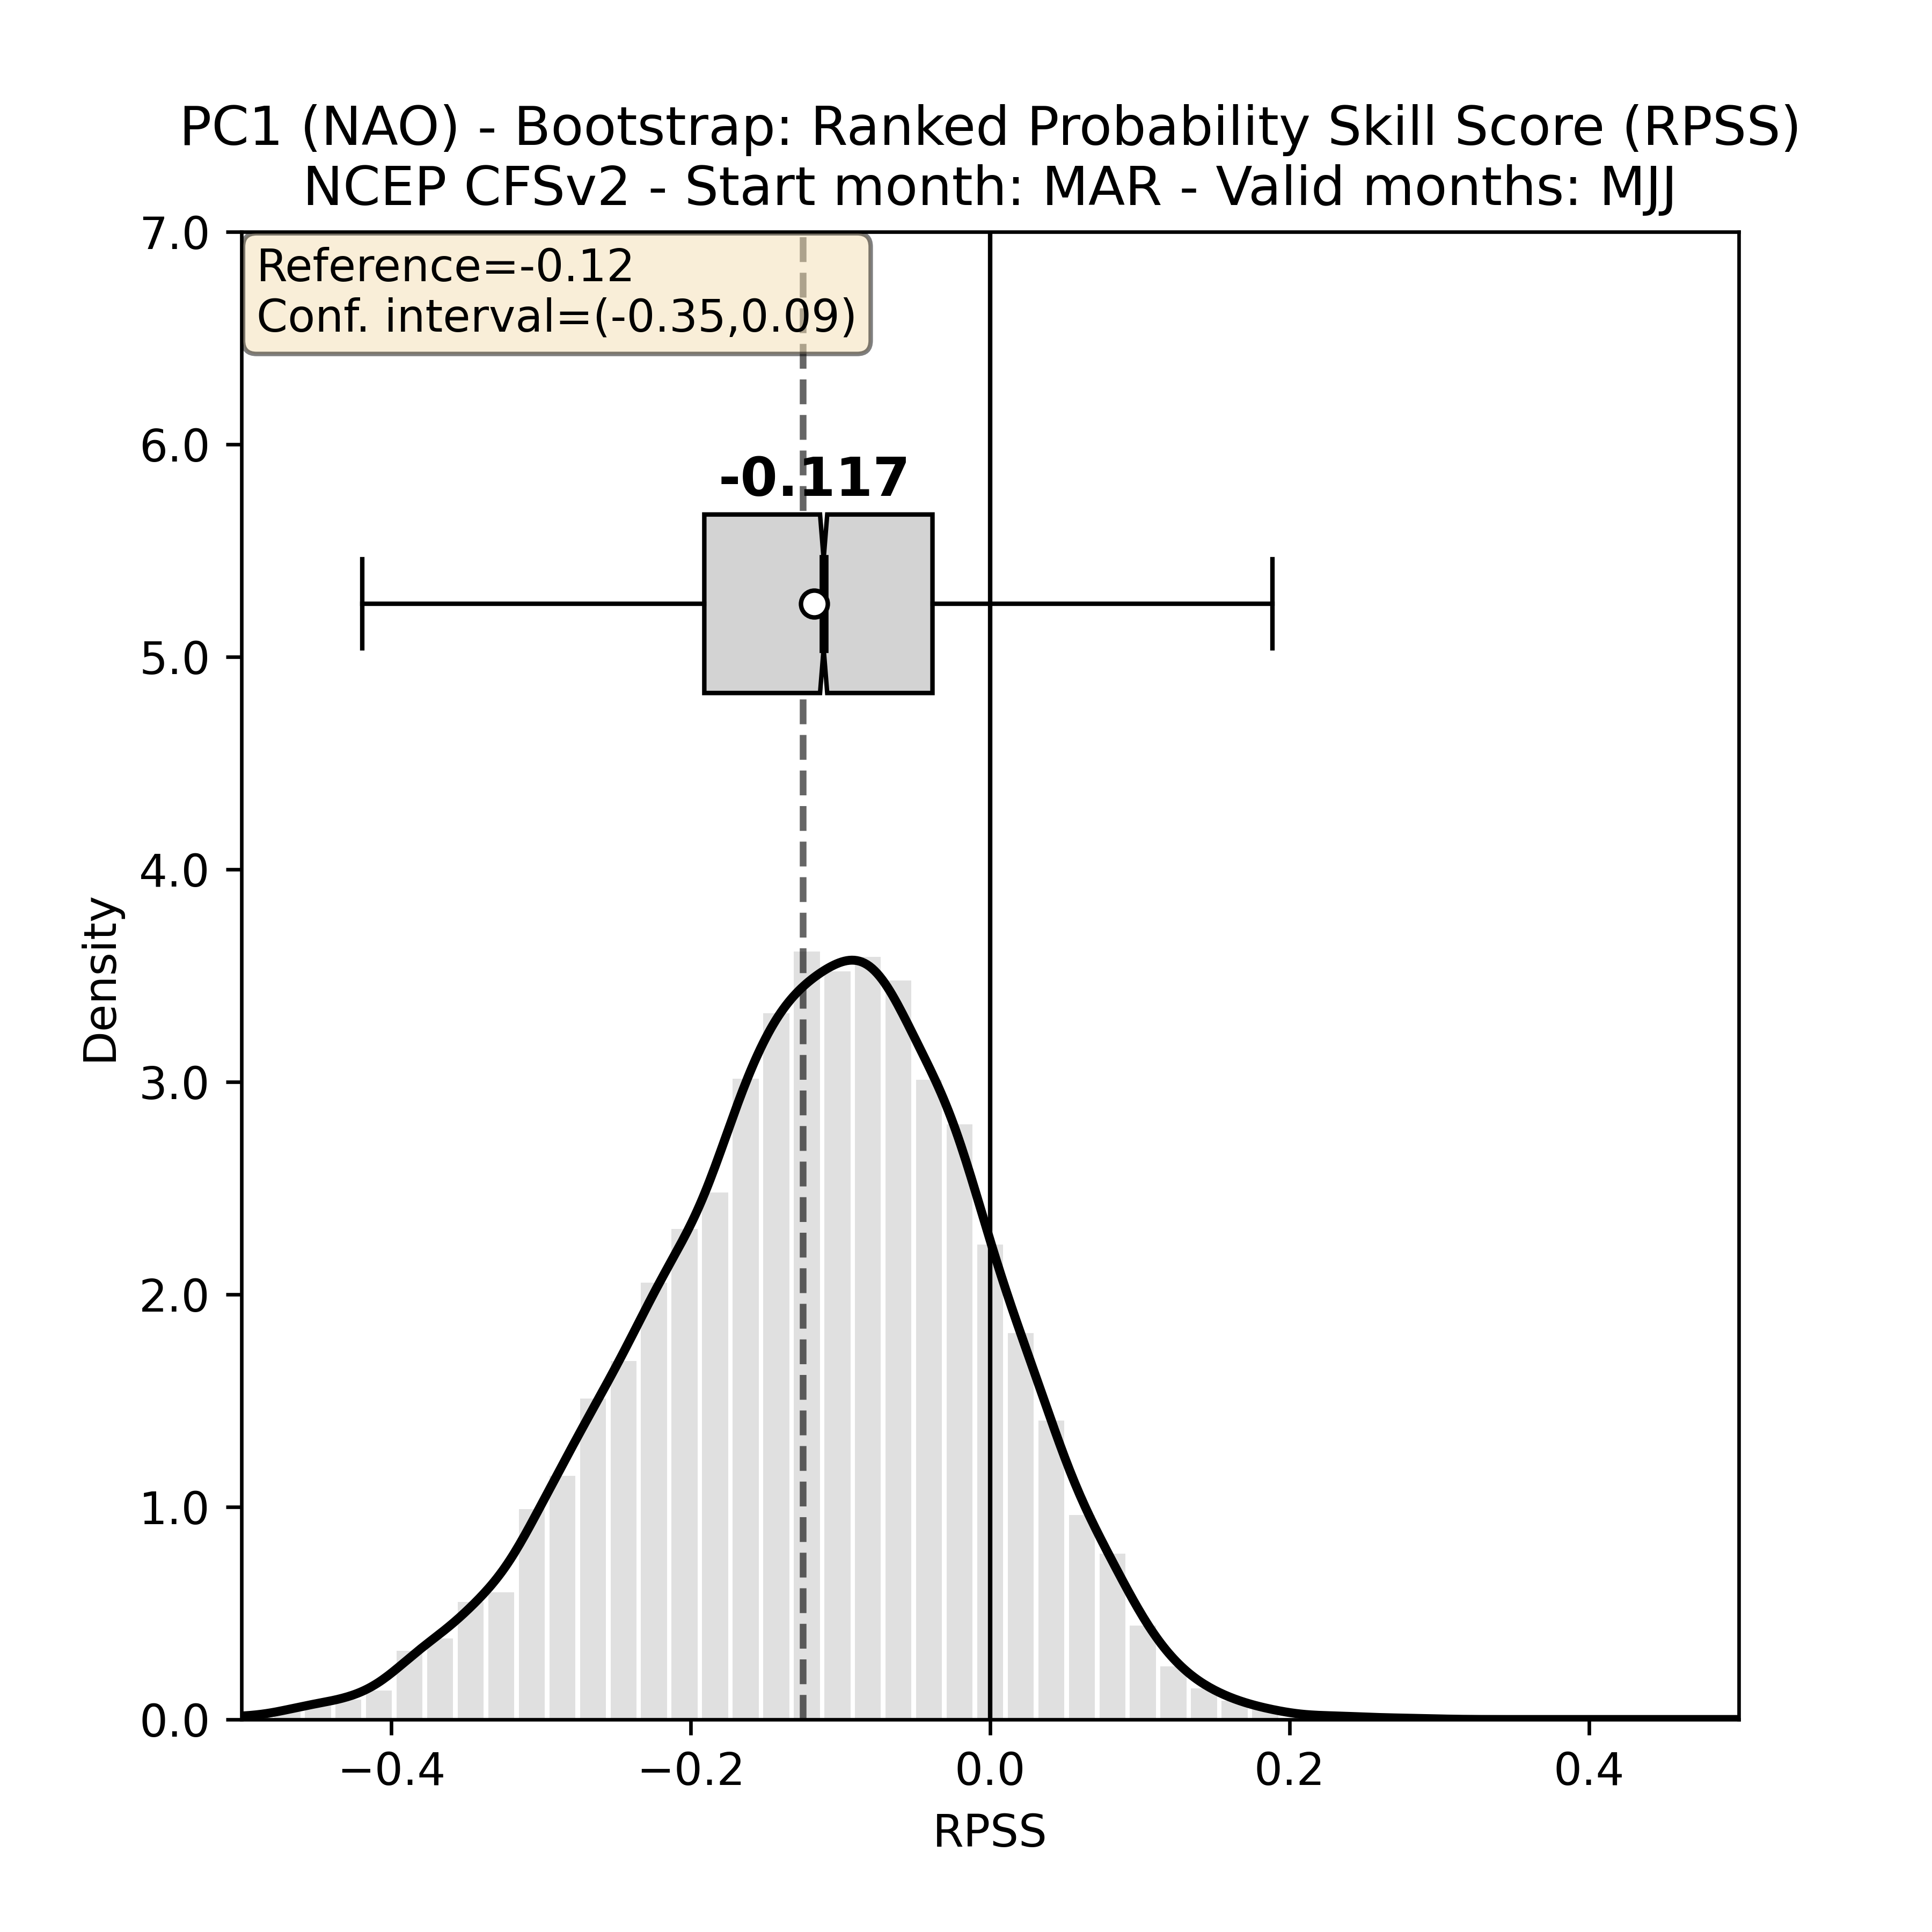 PC1 (NAO) - Bootstrap: Ranked Probability Skill Score (RPSS)
NCEP CFSv2 - Start month: MAR - Valid months: MJJ
7.0
Reference=-0.12
Conf. interval=(-0.35,0.09)
6.0
-0.117
5.0
4.0
Density
3.0
2.0
1.0
0.0
−0.4 −0.2 0.0 0.2 0.4
RPSS